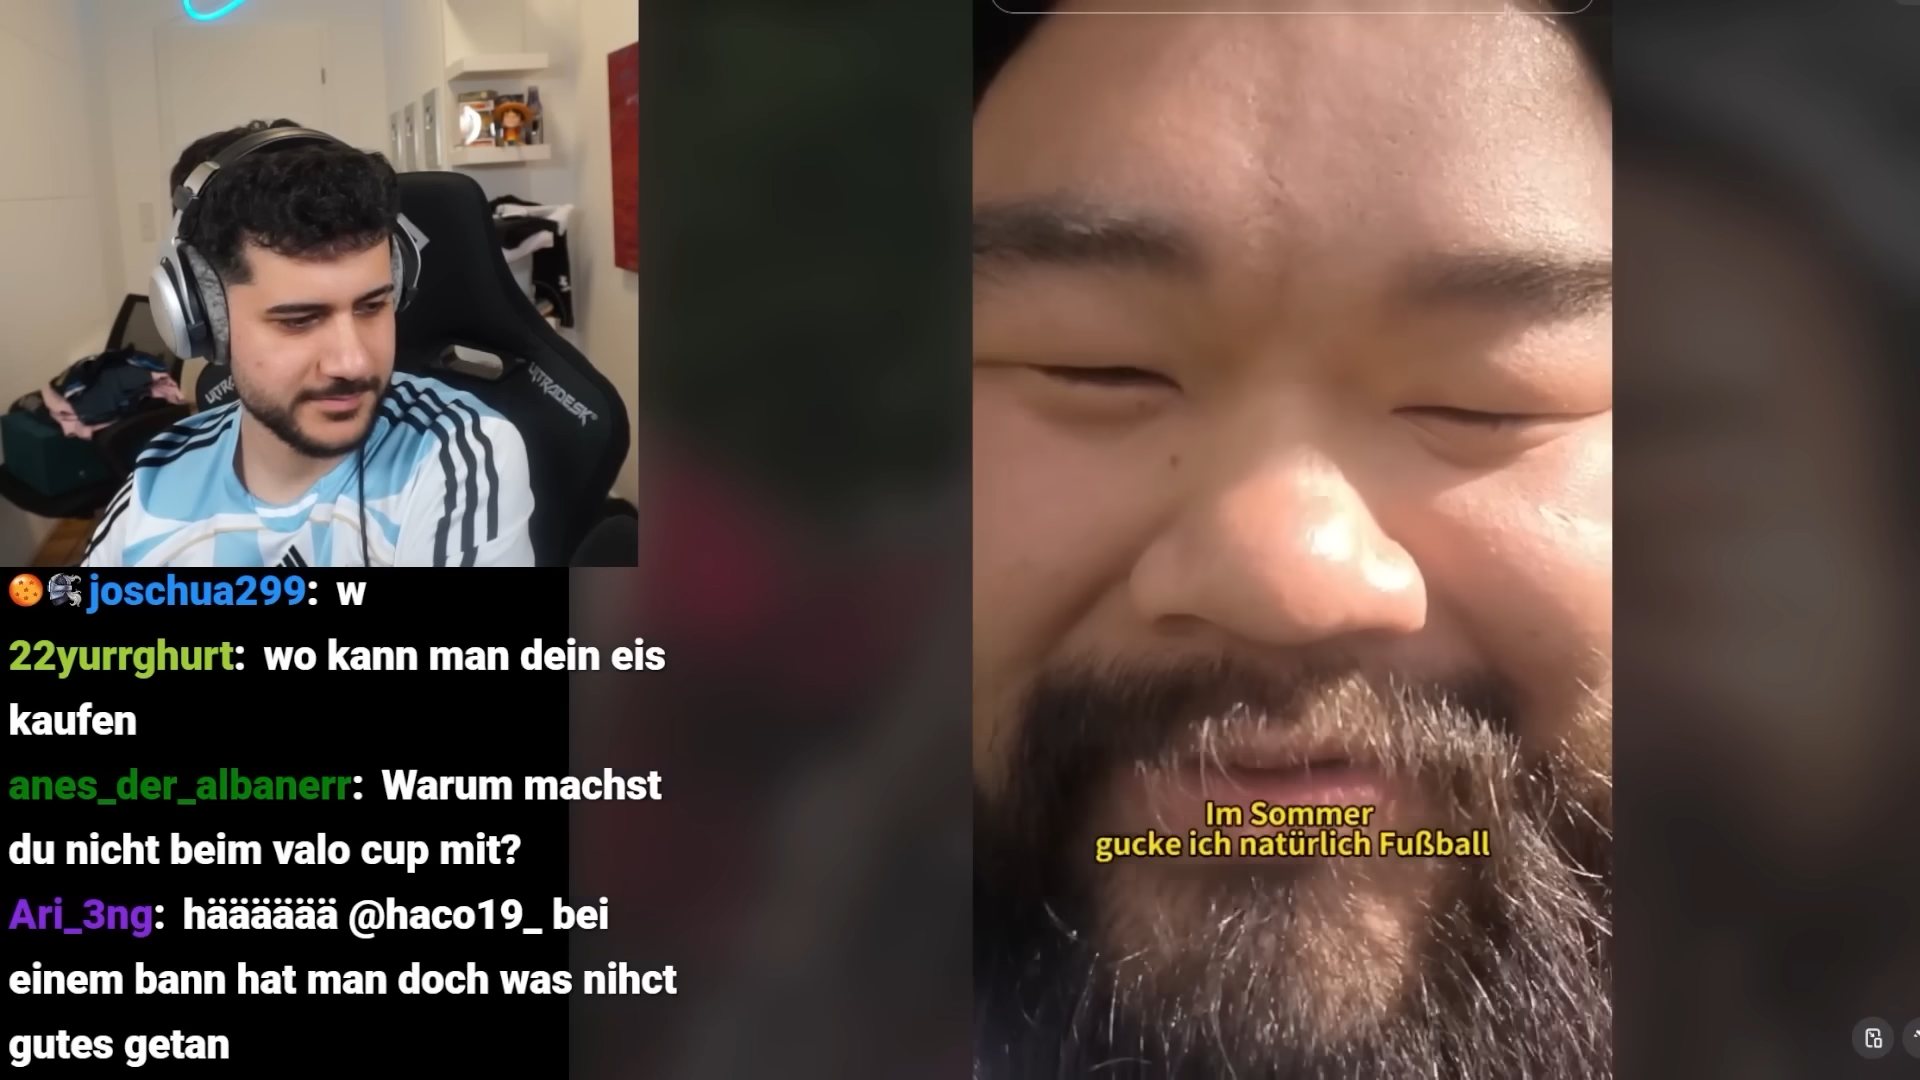 joschua299: w
22yurrghurt: wo kann man dein eis
kaufen
anes_der_albanerr: Warum machst
du nicht beim valo cup mit?
Ari_3ng: hääääää @haco19_ bei
einem bann hat man doch was nihct
gutes getan
Im Sommer
gucke ich natürlich Fußball
ULTRADESK